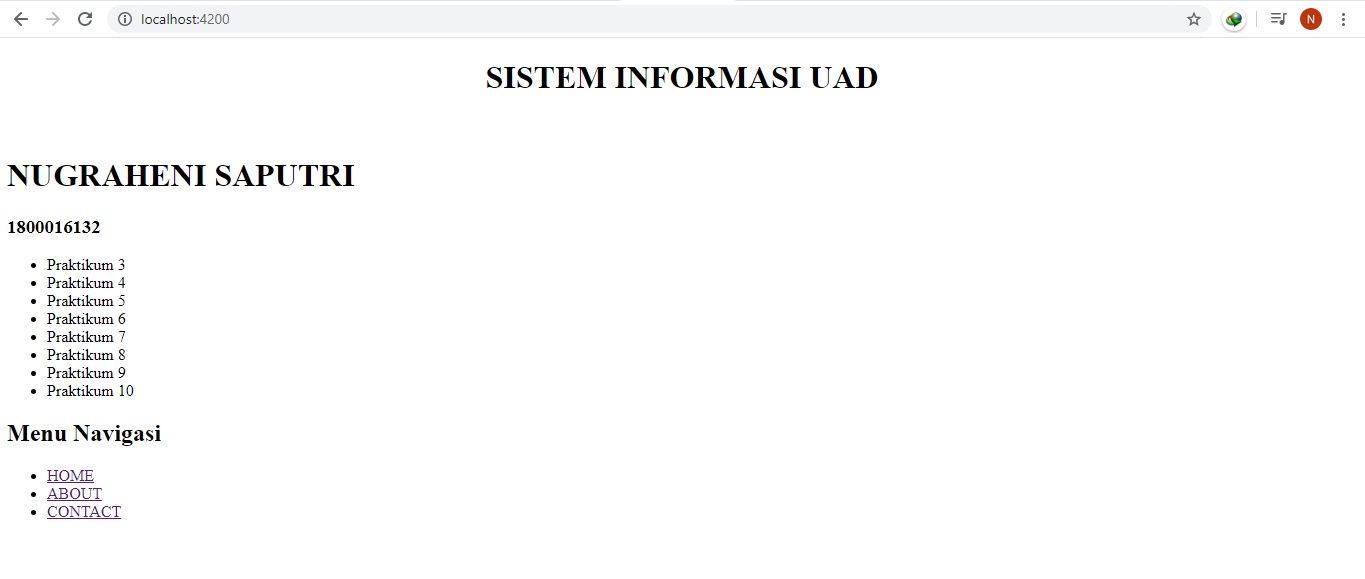 localhost:4200
N
SISTEM INFORMASI UAD
NUGRAHENI SAPUTRI
1800016132
Praktikum 3
Praktikum 4
Praktikum 5
Praktikum 6
Praktikum 7
Praktikum 8
Praktikum 9
Praktikum 10
Menu Navigasi
HOME
ABOUT
CONTACT